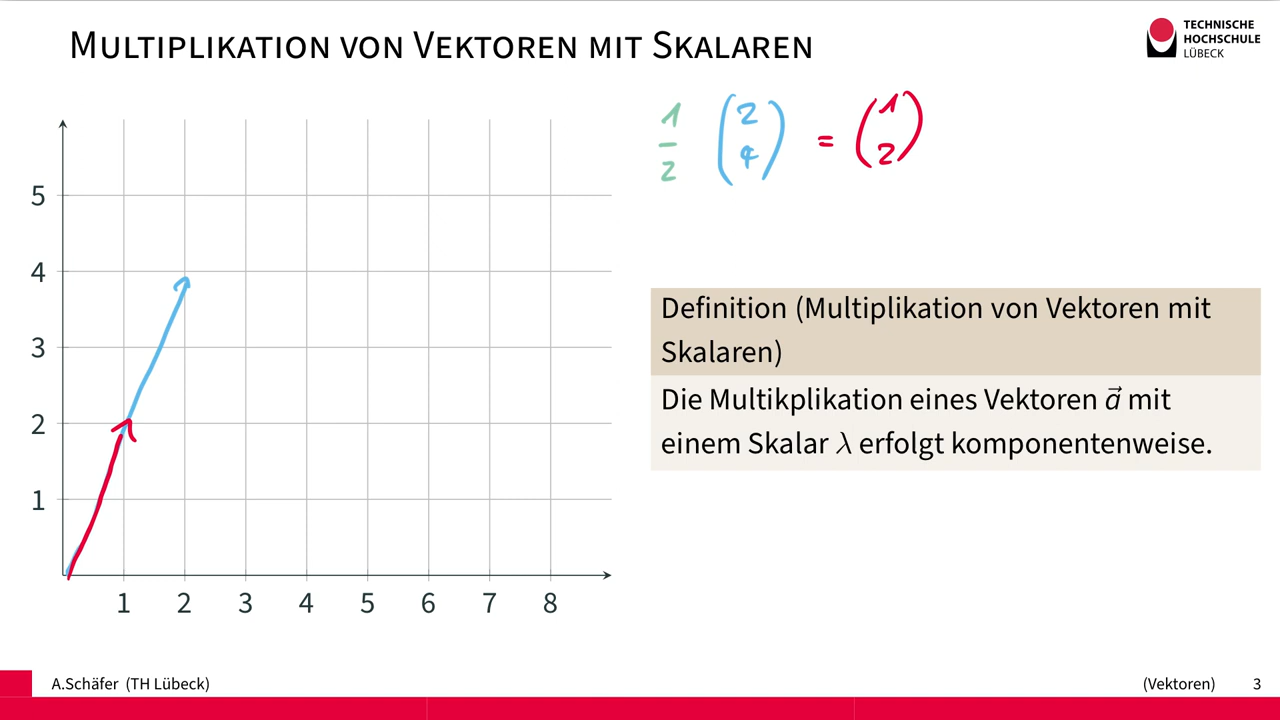 MULTIPLIKATION VON VEKTOREN MIT SKALAREN
TECHNISCHE
HOCHSCHULE
LÜBECK
1/2 (2 4) = (1 2)
5
4
3
2
1
1 2 3 4 5 6 7 8
Definition (Multiplikation von Vektoren mit
Skalaren)
Die Multikplikation eines Vektoren a⃗ mit
einem Skalar λ erfolgt komponentenweise.
A.Schäfer (TH Lübeck)
(Vektoren) 3